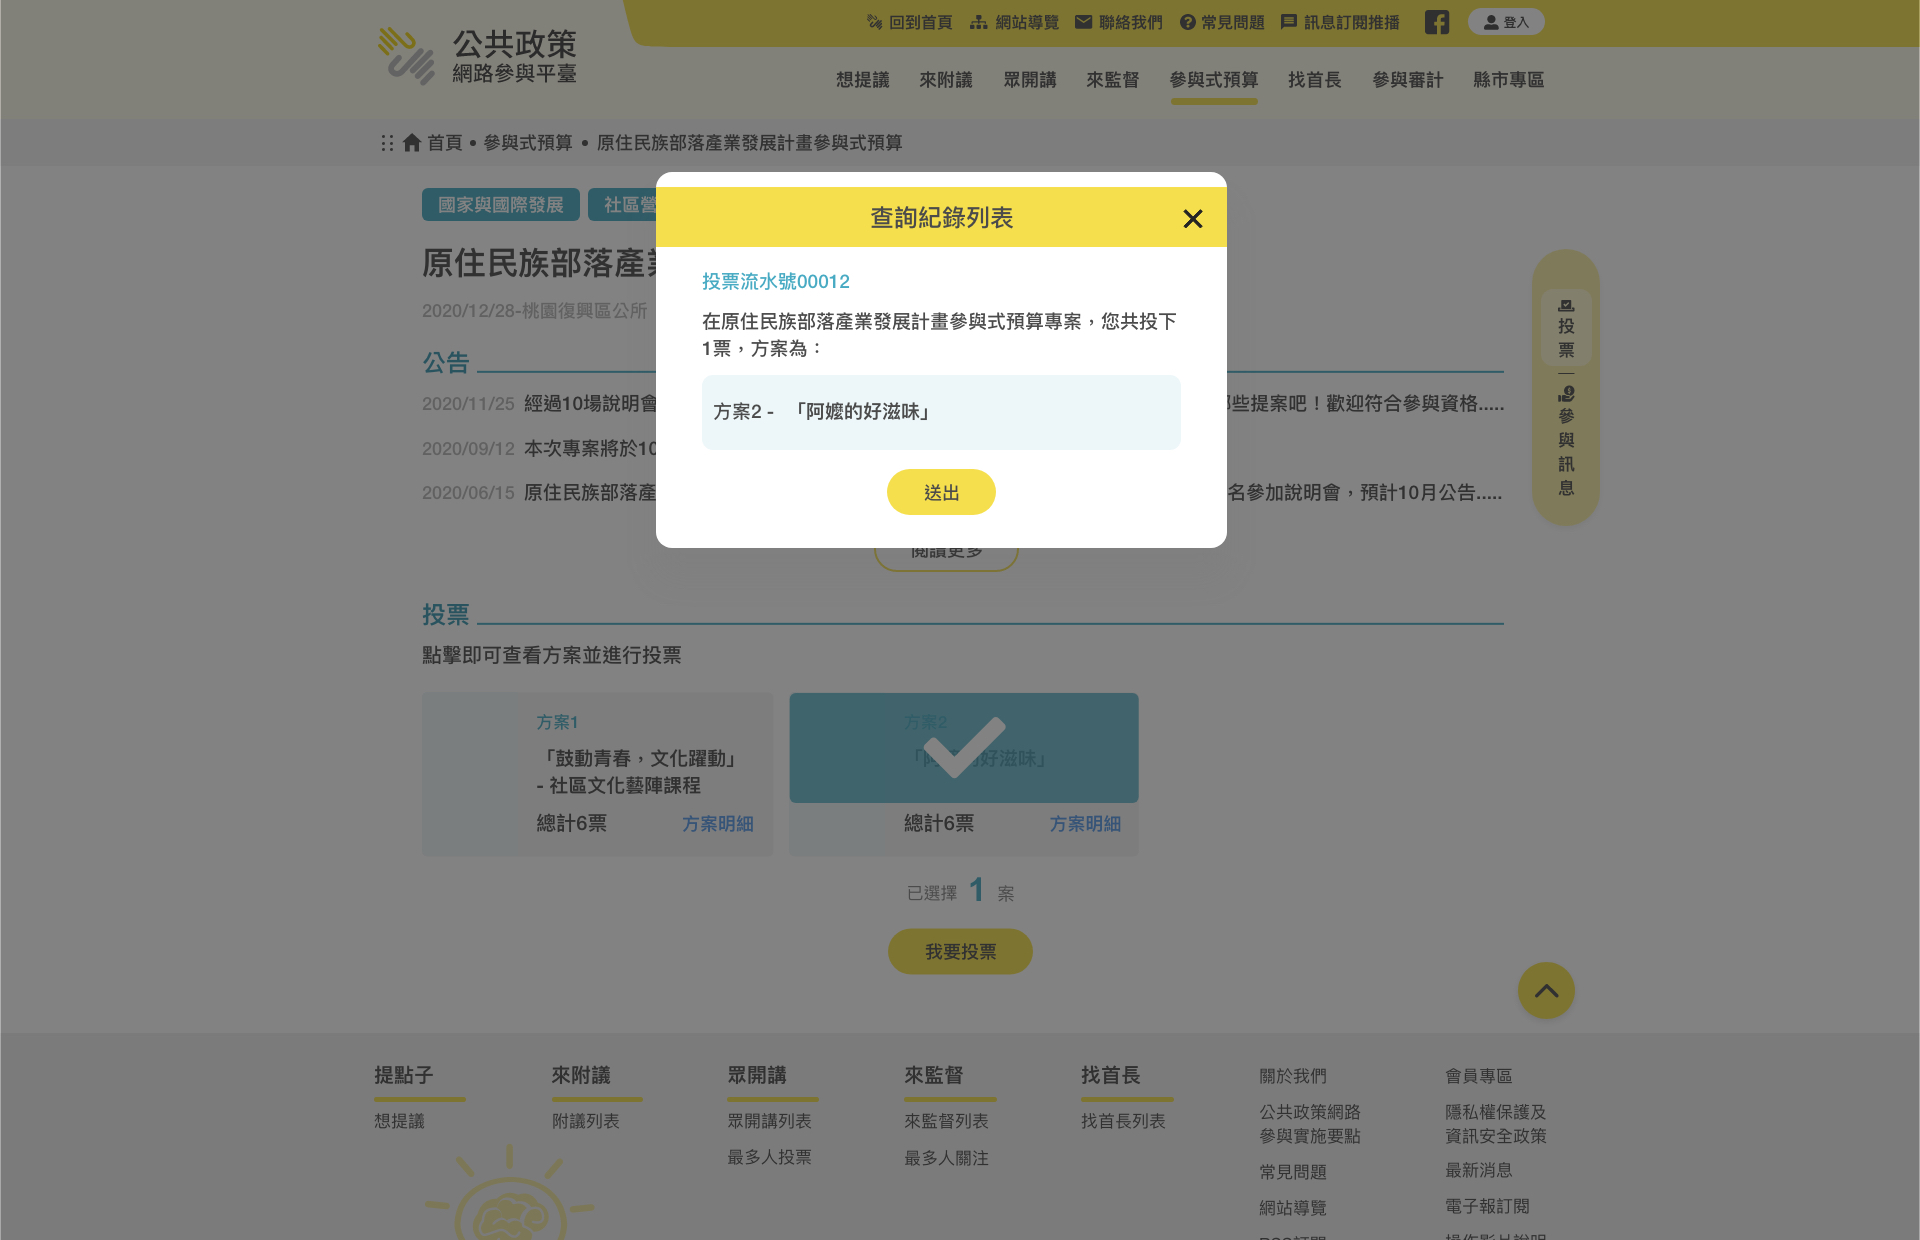 公共政策
網路參與平臺
回到首頁 網站導覽 聯絡我們 常見問題 訊息訂閱推播 登入
想提議 來附議 眾開講 來監督 參與式預算 找首長 參與審計 縣市專區
首頁 • 參與式預算 • 原住民族部落產業發展計畫參與式預算
國家與國際發展 社區營
原住民族部落產業
2020/12/28-桃園復興區公所
公告
2020/11/25 經過10場說明會
些提案吧！歡迎符合參與資格.....
2020/09/12 本次專案將於10
2020/06/15 原住民族部落產
名參加說明會，預計10月公告.....
閱讀更多
查詢紀錄列表
投票流水號00012
在原住民族部落產業發展計畫參與式預算專案，您共投下
1票，方案為：
方案2 - 「阿嬤的好滋味」
送出
投票
參與訊息
投票
點擊即可查看方案並進行投票
方案1
「鼓動青春，文化躍動」
- 社區文化藝陣課程
總計6票 方案明細
方案2
「阿 的好滋味」
總計6票 方案明細
已選擇 1 案
我要投票
提點子
想提議
來附議
附議列表
眾開講
眾開講列表
最多人投票
來監督
來監督列表
最多人關注
找首長
找首長列表
關於我們
公共政策網路
參與實施要點
常見問題
網站導覽
RSS訂閱
會員專區
隱私權保護及
資訊安全政策
最新消息
電子報訂閱
操作影片說明